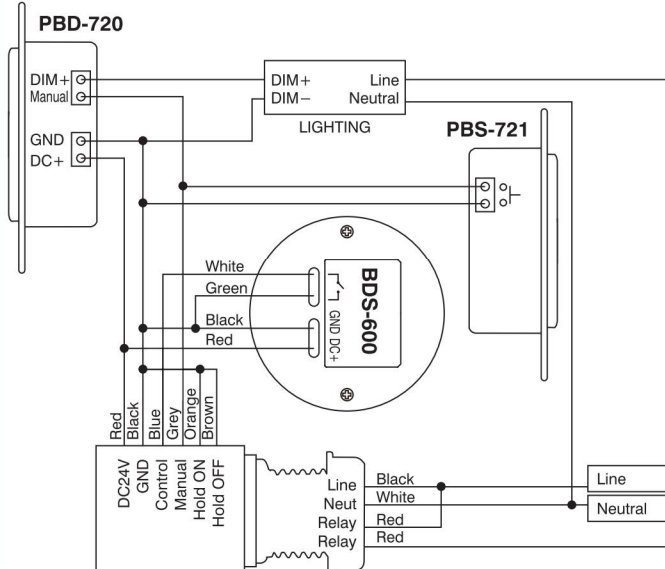 PBD-720
DIM+
Manual
GND
DC+
DIM+ Line
DIM− Neutral
LIGHTING
PBS-721
White
Green
Black
Red
BDS-600
GND DC+
Red
Black
Blue
Grey
Orange
Brown
DC24V
GND
Control
Manual
Hold ON
Hold OFF
Line Black
Neut White
Relay Red
Relay Red
Line
Neutral